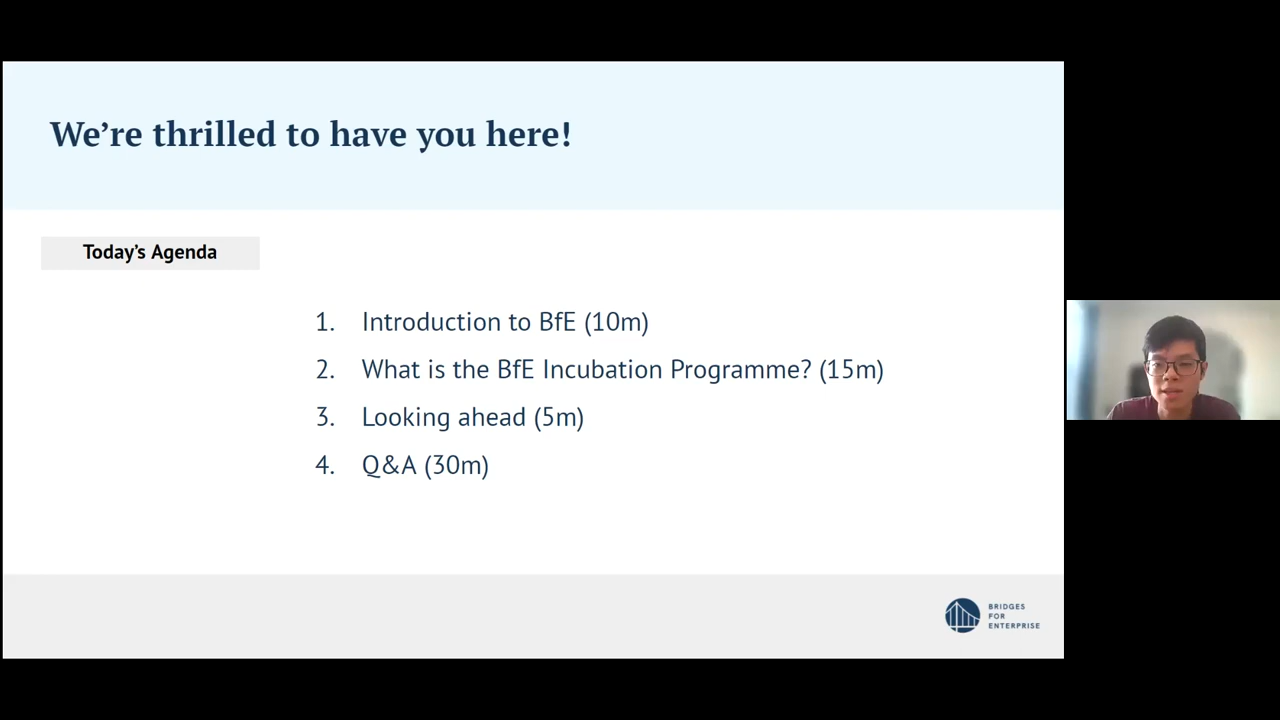 We’re thrilled to have you here!
Today’s Agenda
1. Introduction to BfE (10m)
2. What is the BfE Incubation Programme? (15m)
3. Looking ahead (5m)
4. Q&A (30m)
BRIDGES
FOR
ENTERPRISE